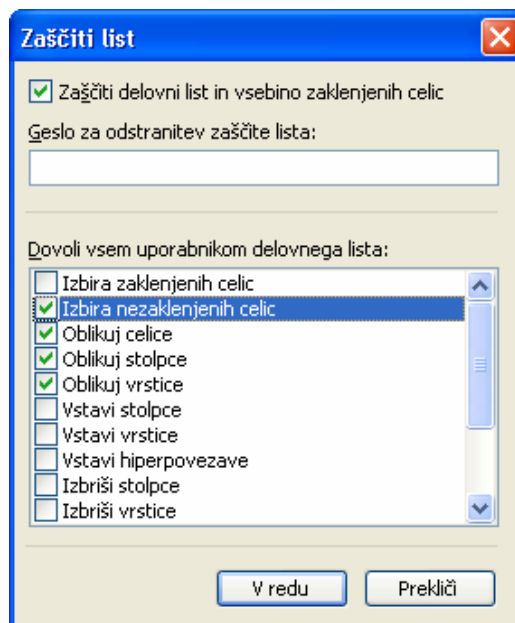 Zaščiti list
Zaščiti delovni list in vsebino zaklenjenih celic
Geslo za odstranitev zaščite lista:
Dovoli vsem uporabnikom delovnega lista:
Izbira zaklenjenih celic
Izbira nezaklenjenih celic
Oblikuj celice
Oblikuj stolpce
Oblikuj vrstice
Vstavi stolpce
Vstavi vrstice
Vstavi hiperpovezave
Izbriši stolpce
Izbriši vrstice
V redu
Prekliči